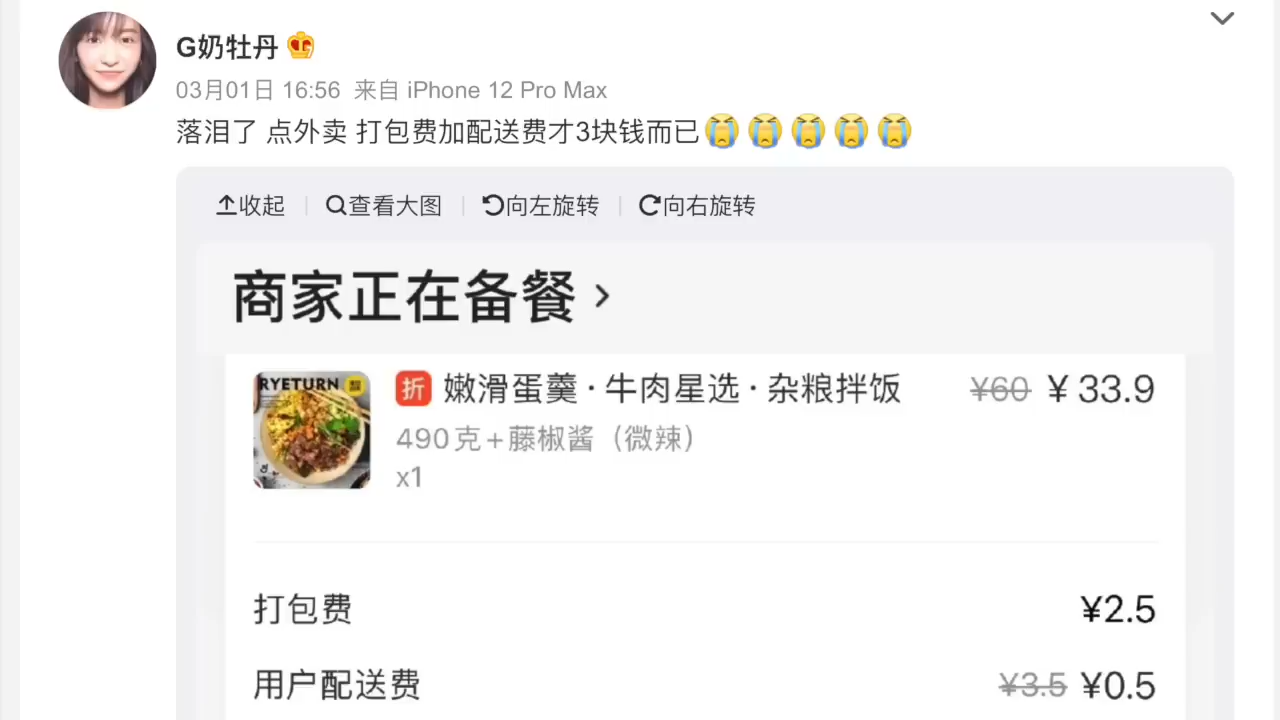 G奶牡丹
03月01日 16:56 来自 iPhone 12 Pro Max
落泪了 点外卖 打包费加配送费才3块钱而已
收起 查看大图 向左旋转 向右旋转
商家正在备餐
RYETURN
折 嫩滑蛋羹·牛肉星选·杂粮拌饭 ¥60 ¥33.9
490克+藤椒酱（微辣）
x1
打包费 ¥2.5
用户配送费 ¥3.5 ¥0.5